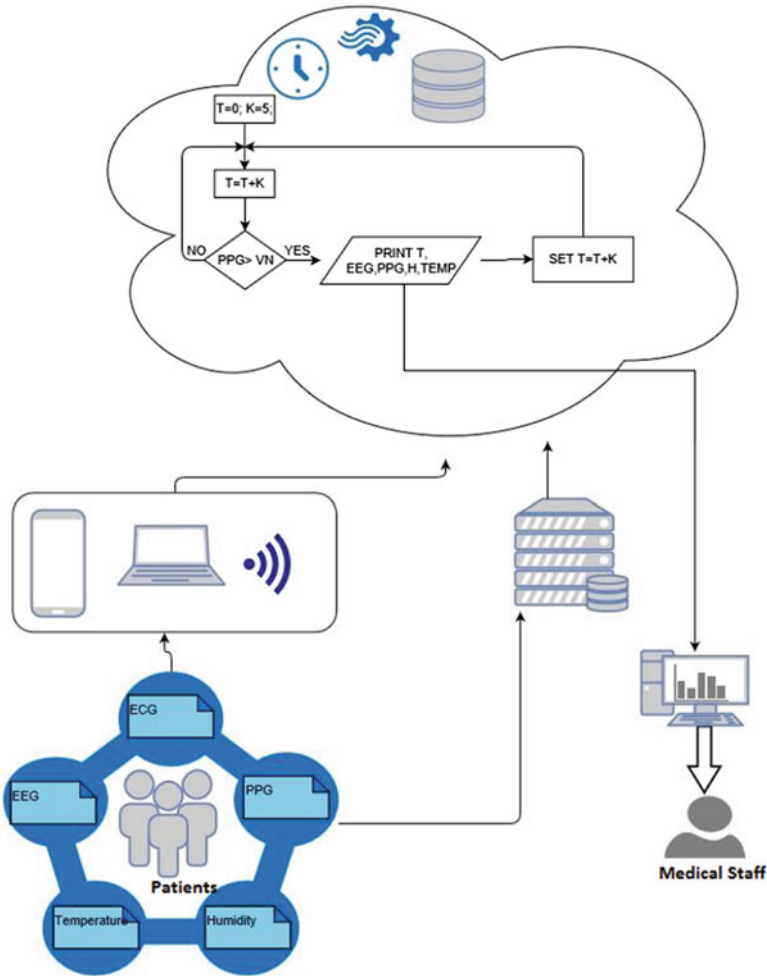 T=0; K=5;
T=T+K
NO
PPG> VN
YES
PRINT T,
EEG,PPG,H,TEMP
SET T=T+K
ECG
EEG
PPG
Patients
Temperature
Humidity
Medical Staff